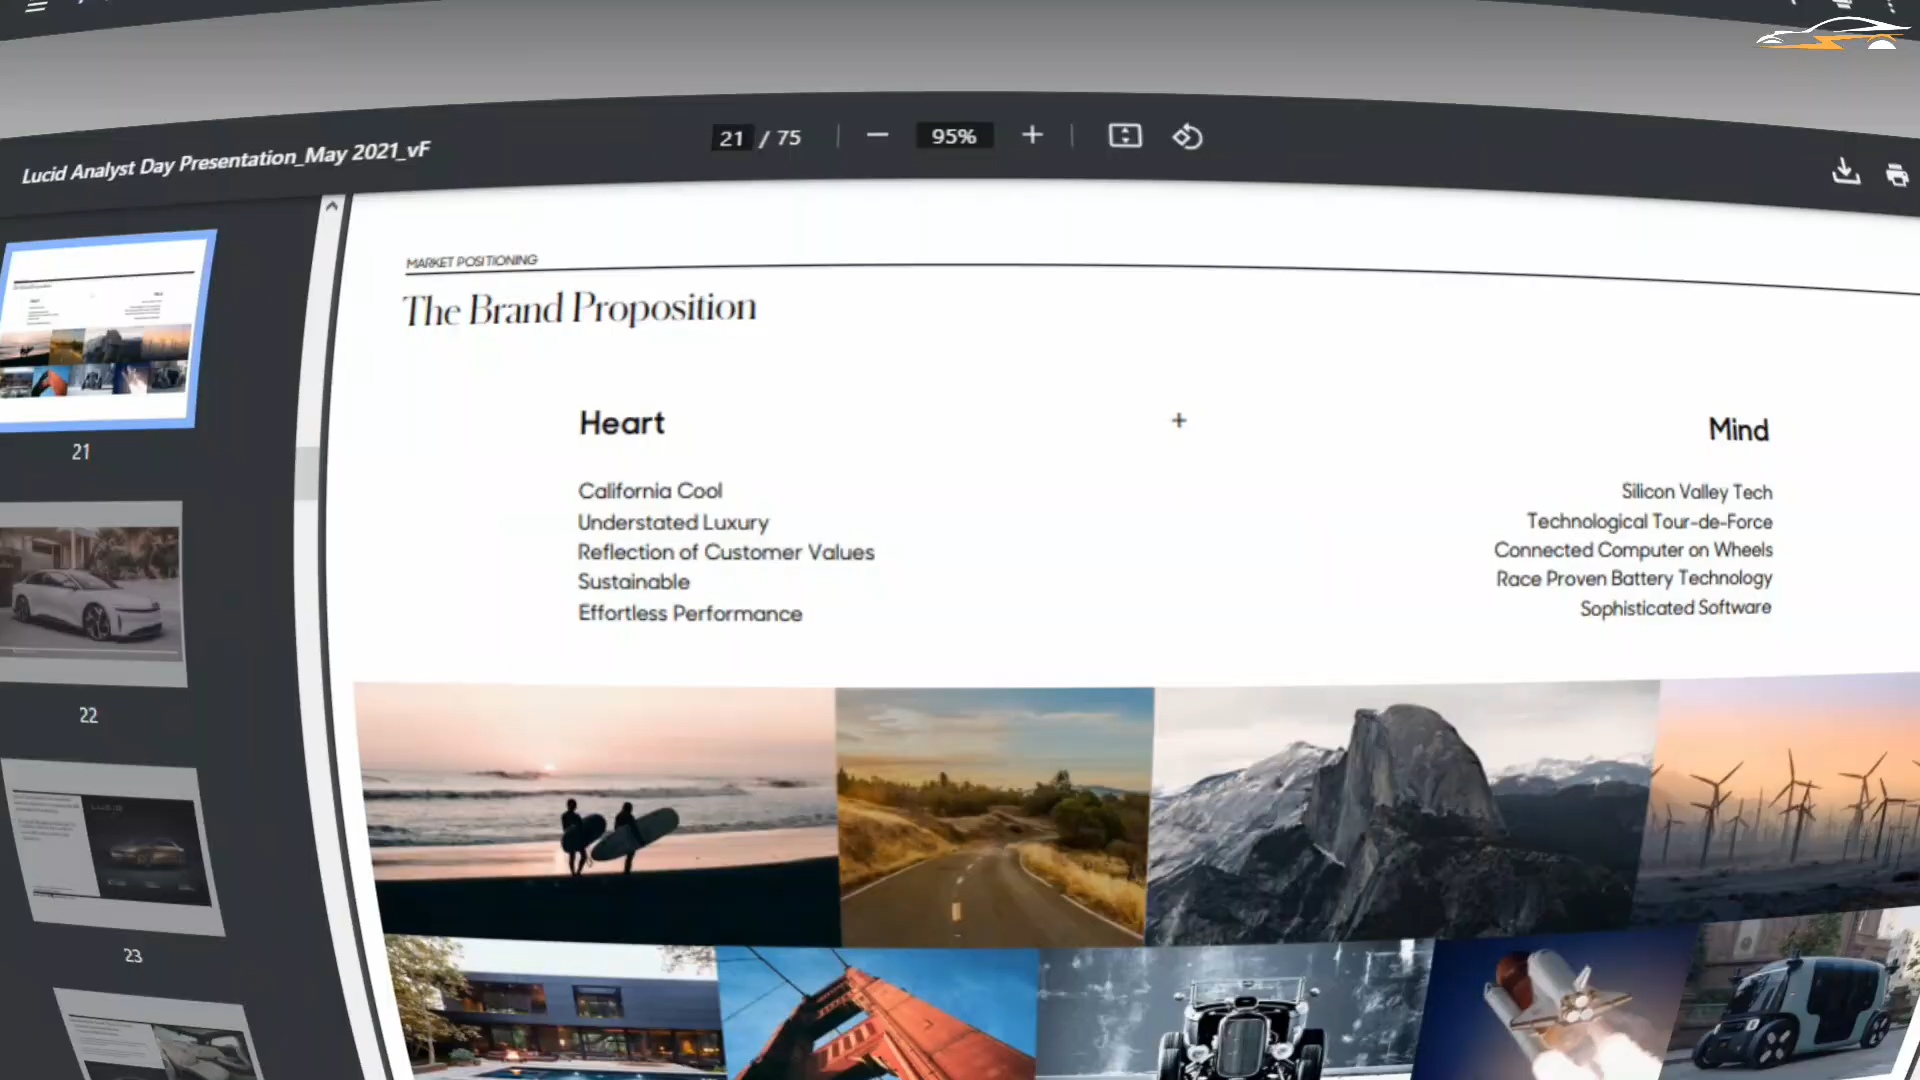 Lucid Analyst Day Presentation_May 2021_vF
21 / 75
95%
MARKET POSITIONING
The Brand Proposition
Heart
+
Mind
California Cool
Understated Luxury
Reflection of Customer Values
Sustainable
Effortless Performance
Silicon Valley Tech
Technological Tour-de-Force
Connected Computer on Wheels
Race Proven Battery Technology
Sophisticated Software
21
22
23